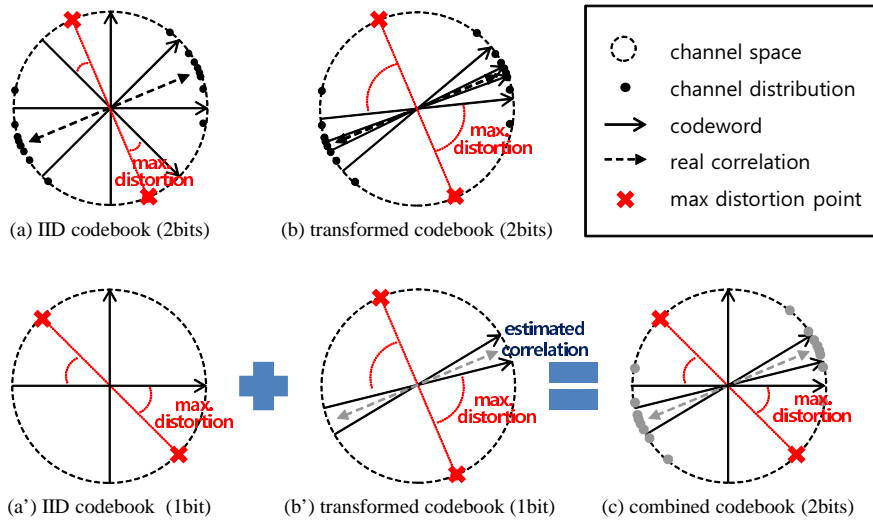 max.
distortion
(a) IID codebook (2bits)
max.
distortion
(b) transformed codebook (2bits)
channel space
channel distribution
codeword
real correlation
max distortion point
max.
distortion
(a') IID codebook (1bit)
estimated
correlation
max.
distortion
(b') transformed codebook (1bit)
max.
distortion
(c) combined codebook (2bits)